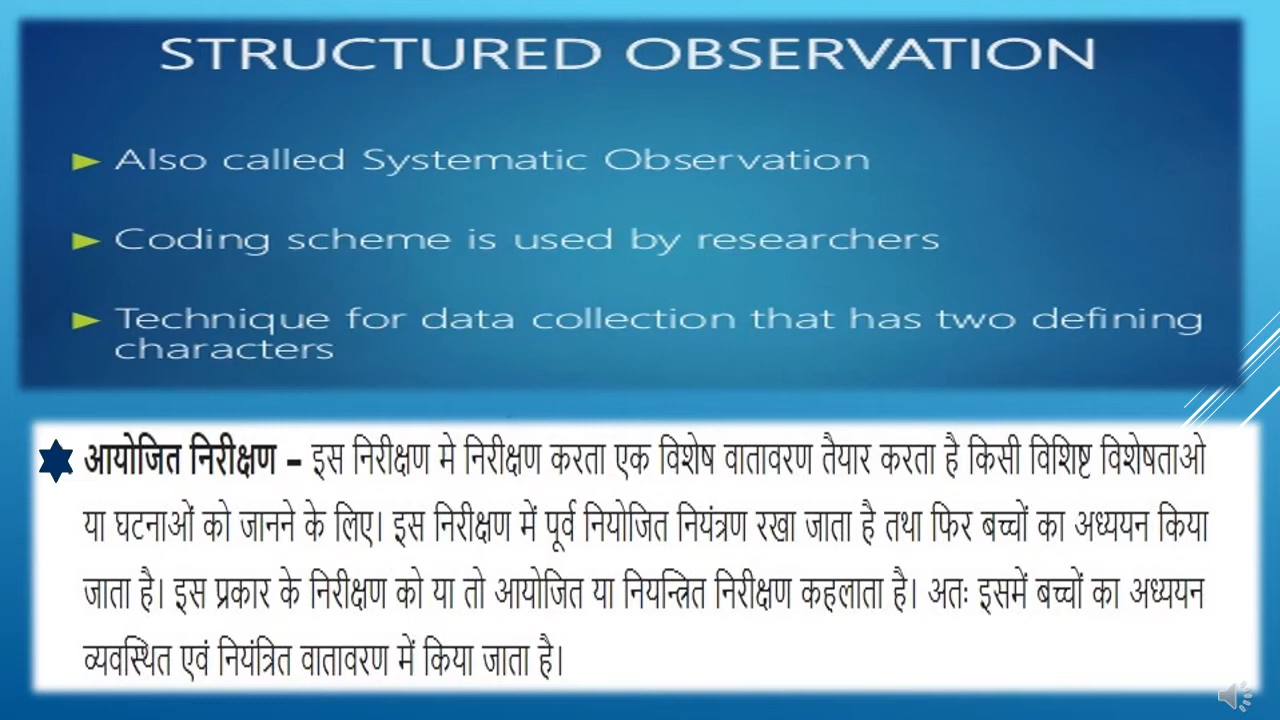 STRUCTURED OBSERVATION
► Also called Systematic Observation
► Coding scheme is used by researchers
► Technique for data collection that has two defining
characters
आयोजित निरीक्षण – इस निरीक्षण मे निरीक्षण करता एक विशेष वातावरण तैयार करता है किसी विशिष्ट विशेषताओ
या घटनाओं को जानने के लिए। इस निरीक्षण में पूर्व नियोजित नियंत्रण रखा जाता है तथा फिर बच्चों का अध्ययन किया
जाता है। इस प्रकार के निरीक्षण को या तो आयोजित या नियन्त्रित निरीक्षण कहलाता है। अतः इसमें बच्चों का अध्ययन
व्यवस्थित एवं नियंत्रित वातावरण में किया जाता है।